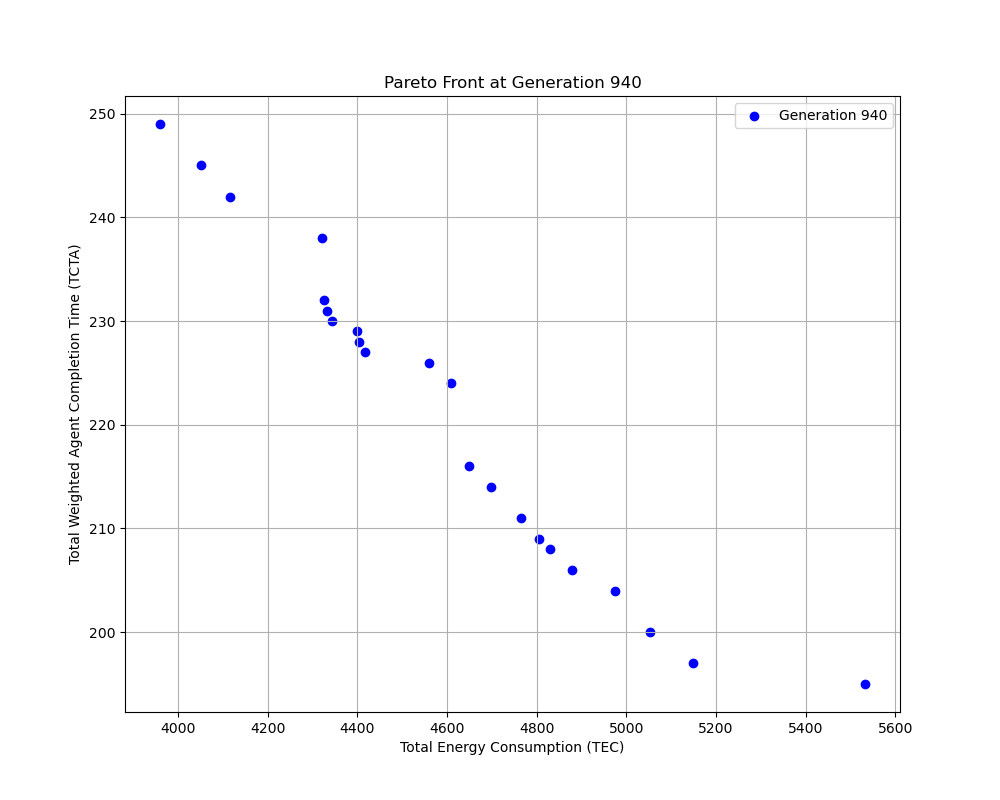 Pareto Front at Generation 940
Generation 940
250
240
230
220
210
200
Total Weighted Agent Completion Time (TCTA)
4000 4200 4400 4600 4800 5000 5200 5400 5600
Total Energy Consumption (TEC)